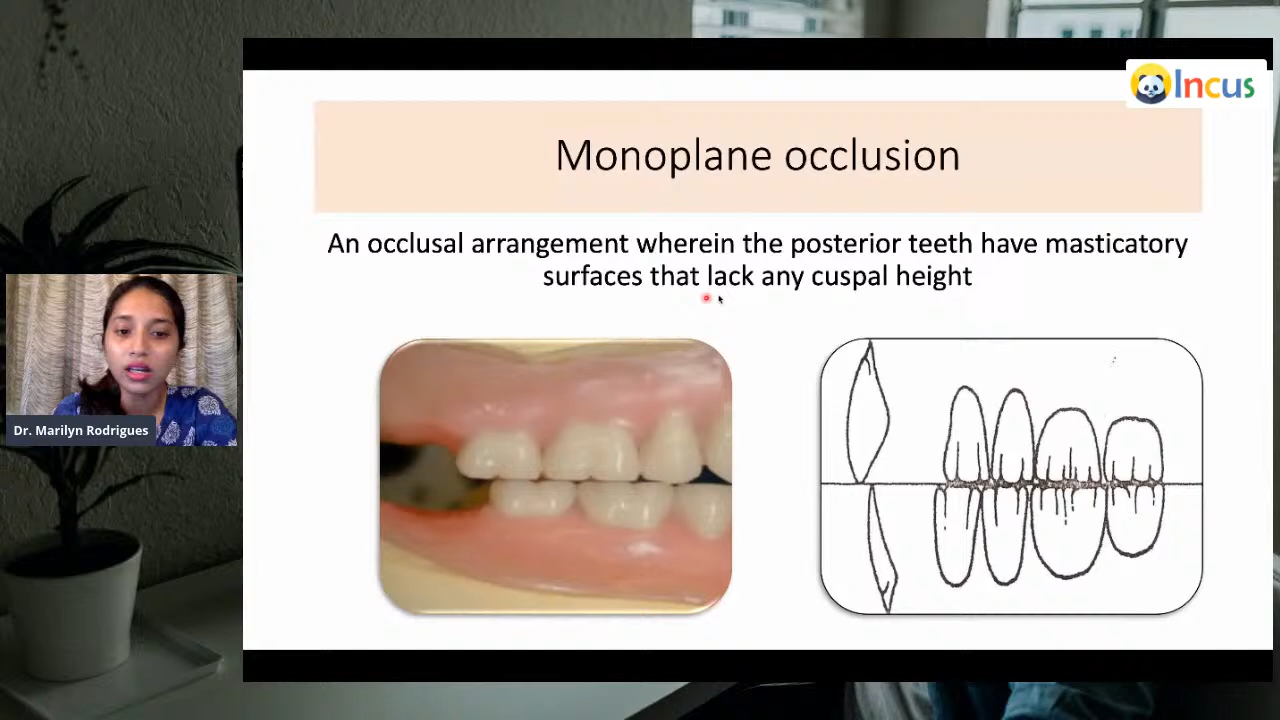 Incus
Monoplane occlusion
An occlusal arrangement wherein the posterior teeth have masticatory
surfaces that lack any cuspal height
Dr. Marilyn Rodrigues